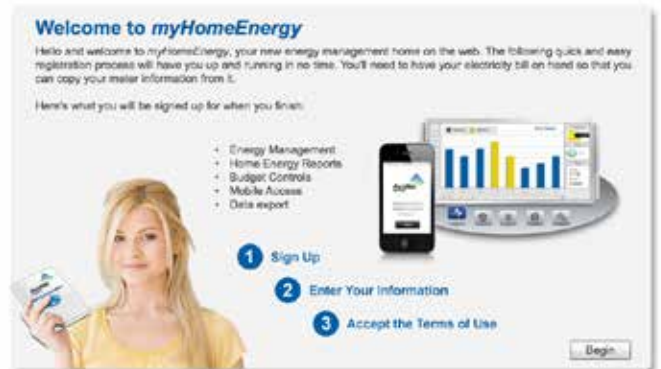 Welcome to myHomeEnergy
Hello and welcome to myHomeEnergy, your new energy management home on the web. The following quick and easy
registration process will have you up and running in no time. You'll need to have your electricity bill on hand so that you
can copy your meter information from it.
Here's what you will be signed up for when you finish:
• Energy Management
• Home Energy Reports
• Budget Controls
• Mobile Access
• Data export
1 Sign Up
2 Enter Your Information
3 Accept the Terms of Use
Begin